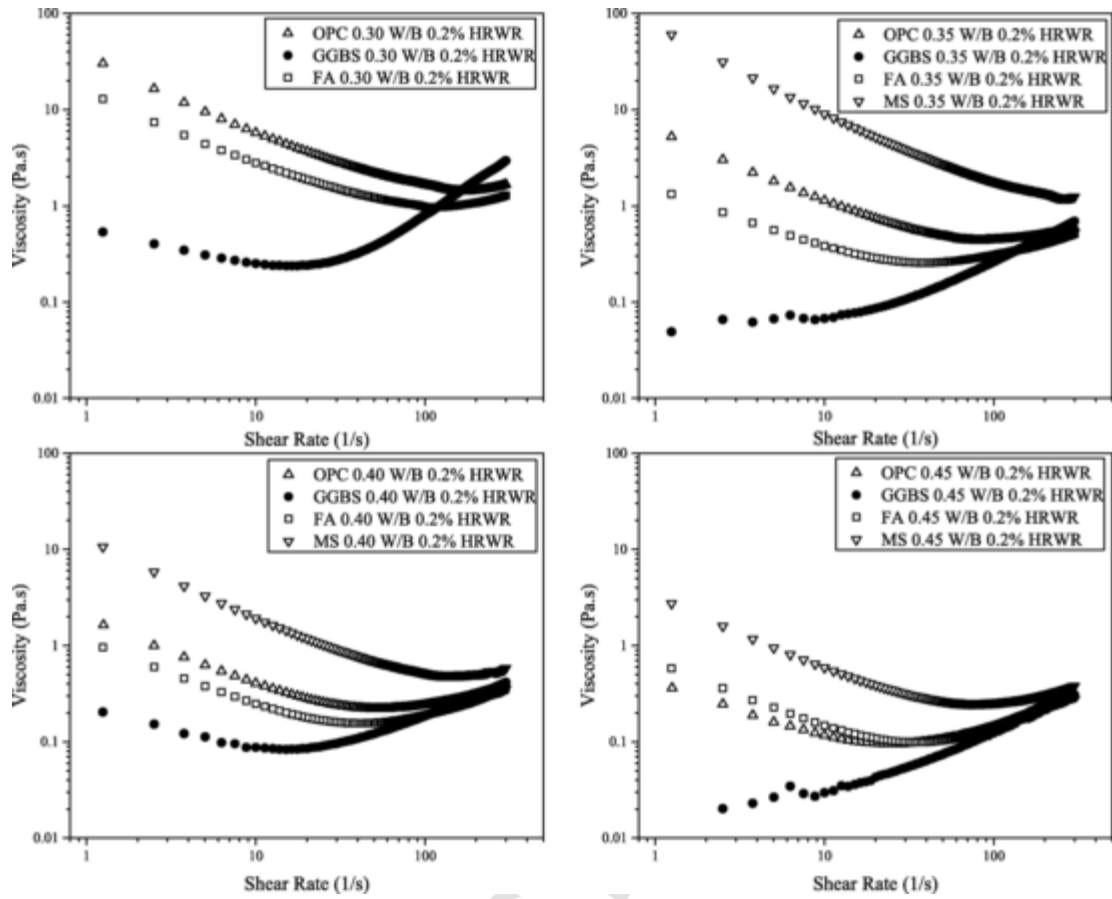 OPC 0.30 W/B 0.2% HRWR
GGBS 0.30 W/B 0.2% HRWR
FA 0.30 W/B 0.2% HRWR
100
10
1
0.1
0.01
Viscosity (Pa.s)
1
10
100
Shear Rate (1/s)
OPC 0.35 W/B 0.2% HRWR
GGBS 0.35 W/B 0.2% HRWR
FA 0.35 W/B 0.2% HRWR
MS 0.35 W/B 0.2% HRWR
100
10
1
0.1
0.01
Viscosity (Pa.s)
1
10
100
Shear Rate (1/s)
OPC 0.40 W/B 0.2% HRWR
GGBS 0.40 W/B 0.2% HRWR
FA 0.40 W/B 0.2% HRWR
MS 0.40 W/B 0.2% HRWR
100
10
1
0.1
0.01
Viscosity (Pa.s)
1
10
100
Shear Rate (1/s)
OPC 0.45 W/B 0.2% HRWR
GGBS 0.45 W/B 0.2% HRWR
FA 0.45 W/B 0.2% HRWR
MS 0.45 W/B 0.2% HRWR
100
10
1
0.1
0.01
Viscosity (Pa.s)
1
10
100
Shear Rate (1/s)